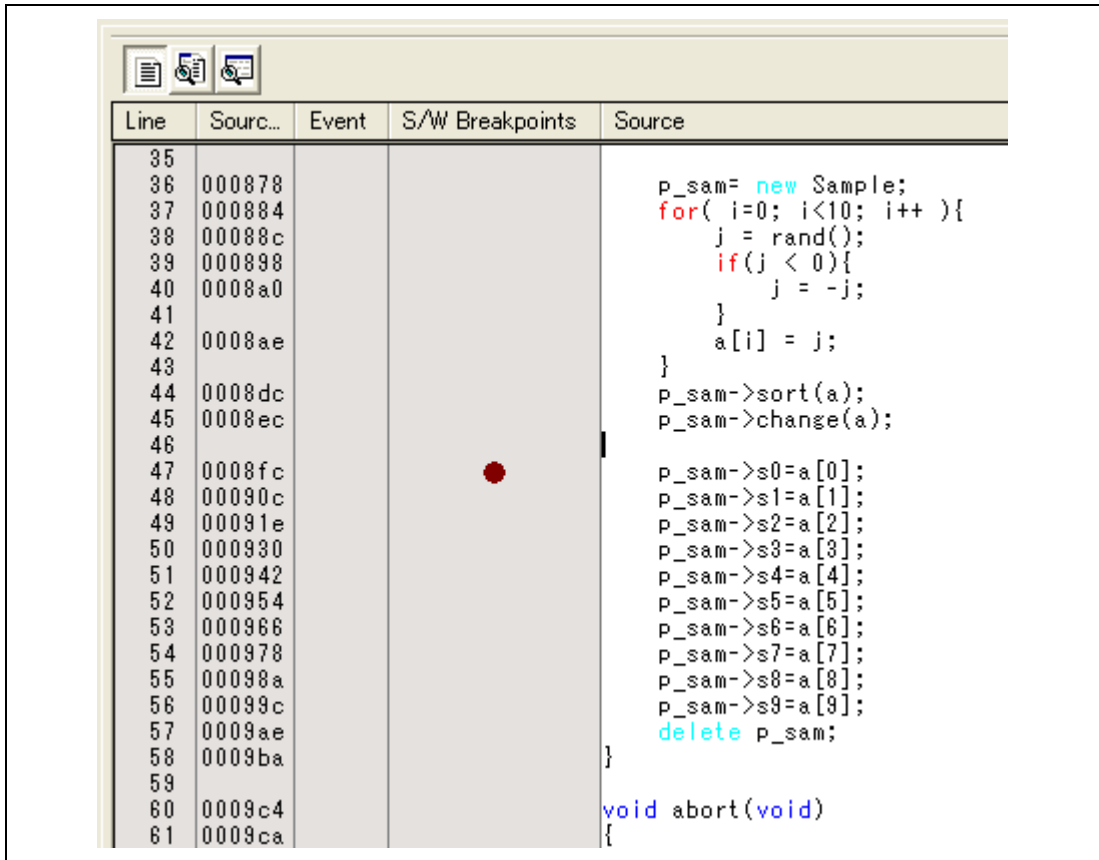 Line Sourc... Event S/W Breakpoints Source
35
36 000878 p_sam= new Sample;
37 000884 for( i=0; i<10; i++ ){
38 00088c j = rand();
39 000898 if(j < 0){
40 0008a0 j = -j;
41 }
42 0008ae a[i] = j;
43 }
44 0008dc p_sam->sort(a);
45 0008ec p_sam->change(a);
46
47 0008fc p_sam->s0=a[0];
48 00090c p_sam->s1=a[1];
49 00091e p_sam->s2=a[2];
50 000930 p_sam->s3=a[3];
51 000942 p_sam->s4=a[4];
52 000954 p_sam->s5=a[5];
53 000966 p_sam->s6=a[6];
54 000978 p_sam->s7=a[7];
55 00098a p_sam->s8=a[8];
56 00099c p_sam->s9=a[9];
57 0009ae delete p_sam;
58 0009ba }
59
60 0009c4 void abort(void)
61 0009ca {